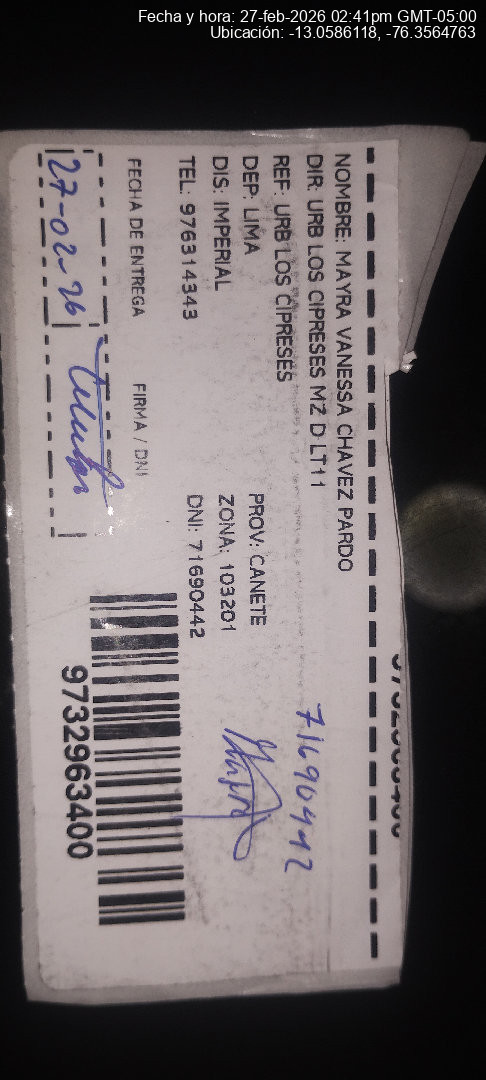 Fecha y hora: 27-feb-2026 02:41pm GMT-05:00
Ubicación: -13.0586118, -76.3564763
NOMBRE: MAYRA VANESSA CHAVEZ PARDO
DIR: URB LOS CIPRESES MZ D LT11
REF: URB LOS CIPRESES
DEP: LIMA PROV: CANETE
DIS: IMPERIAL ZONA: 103201
TEL: 976314343 DNI: 71690442
71690442
FECHA DE ENTREGA FIRMA / DNI
27-02-26
9732963400